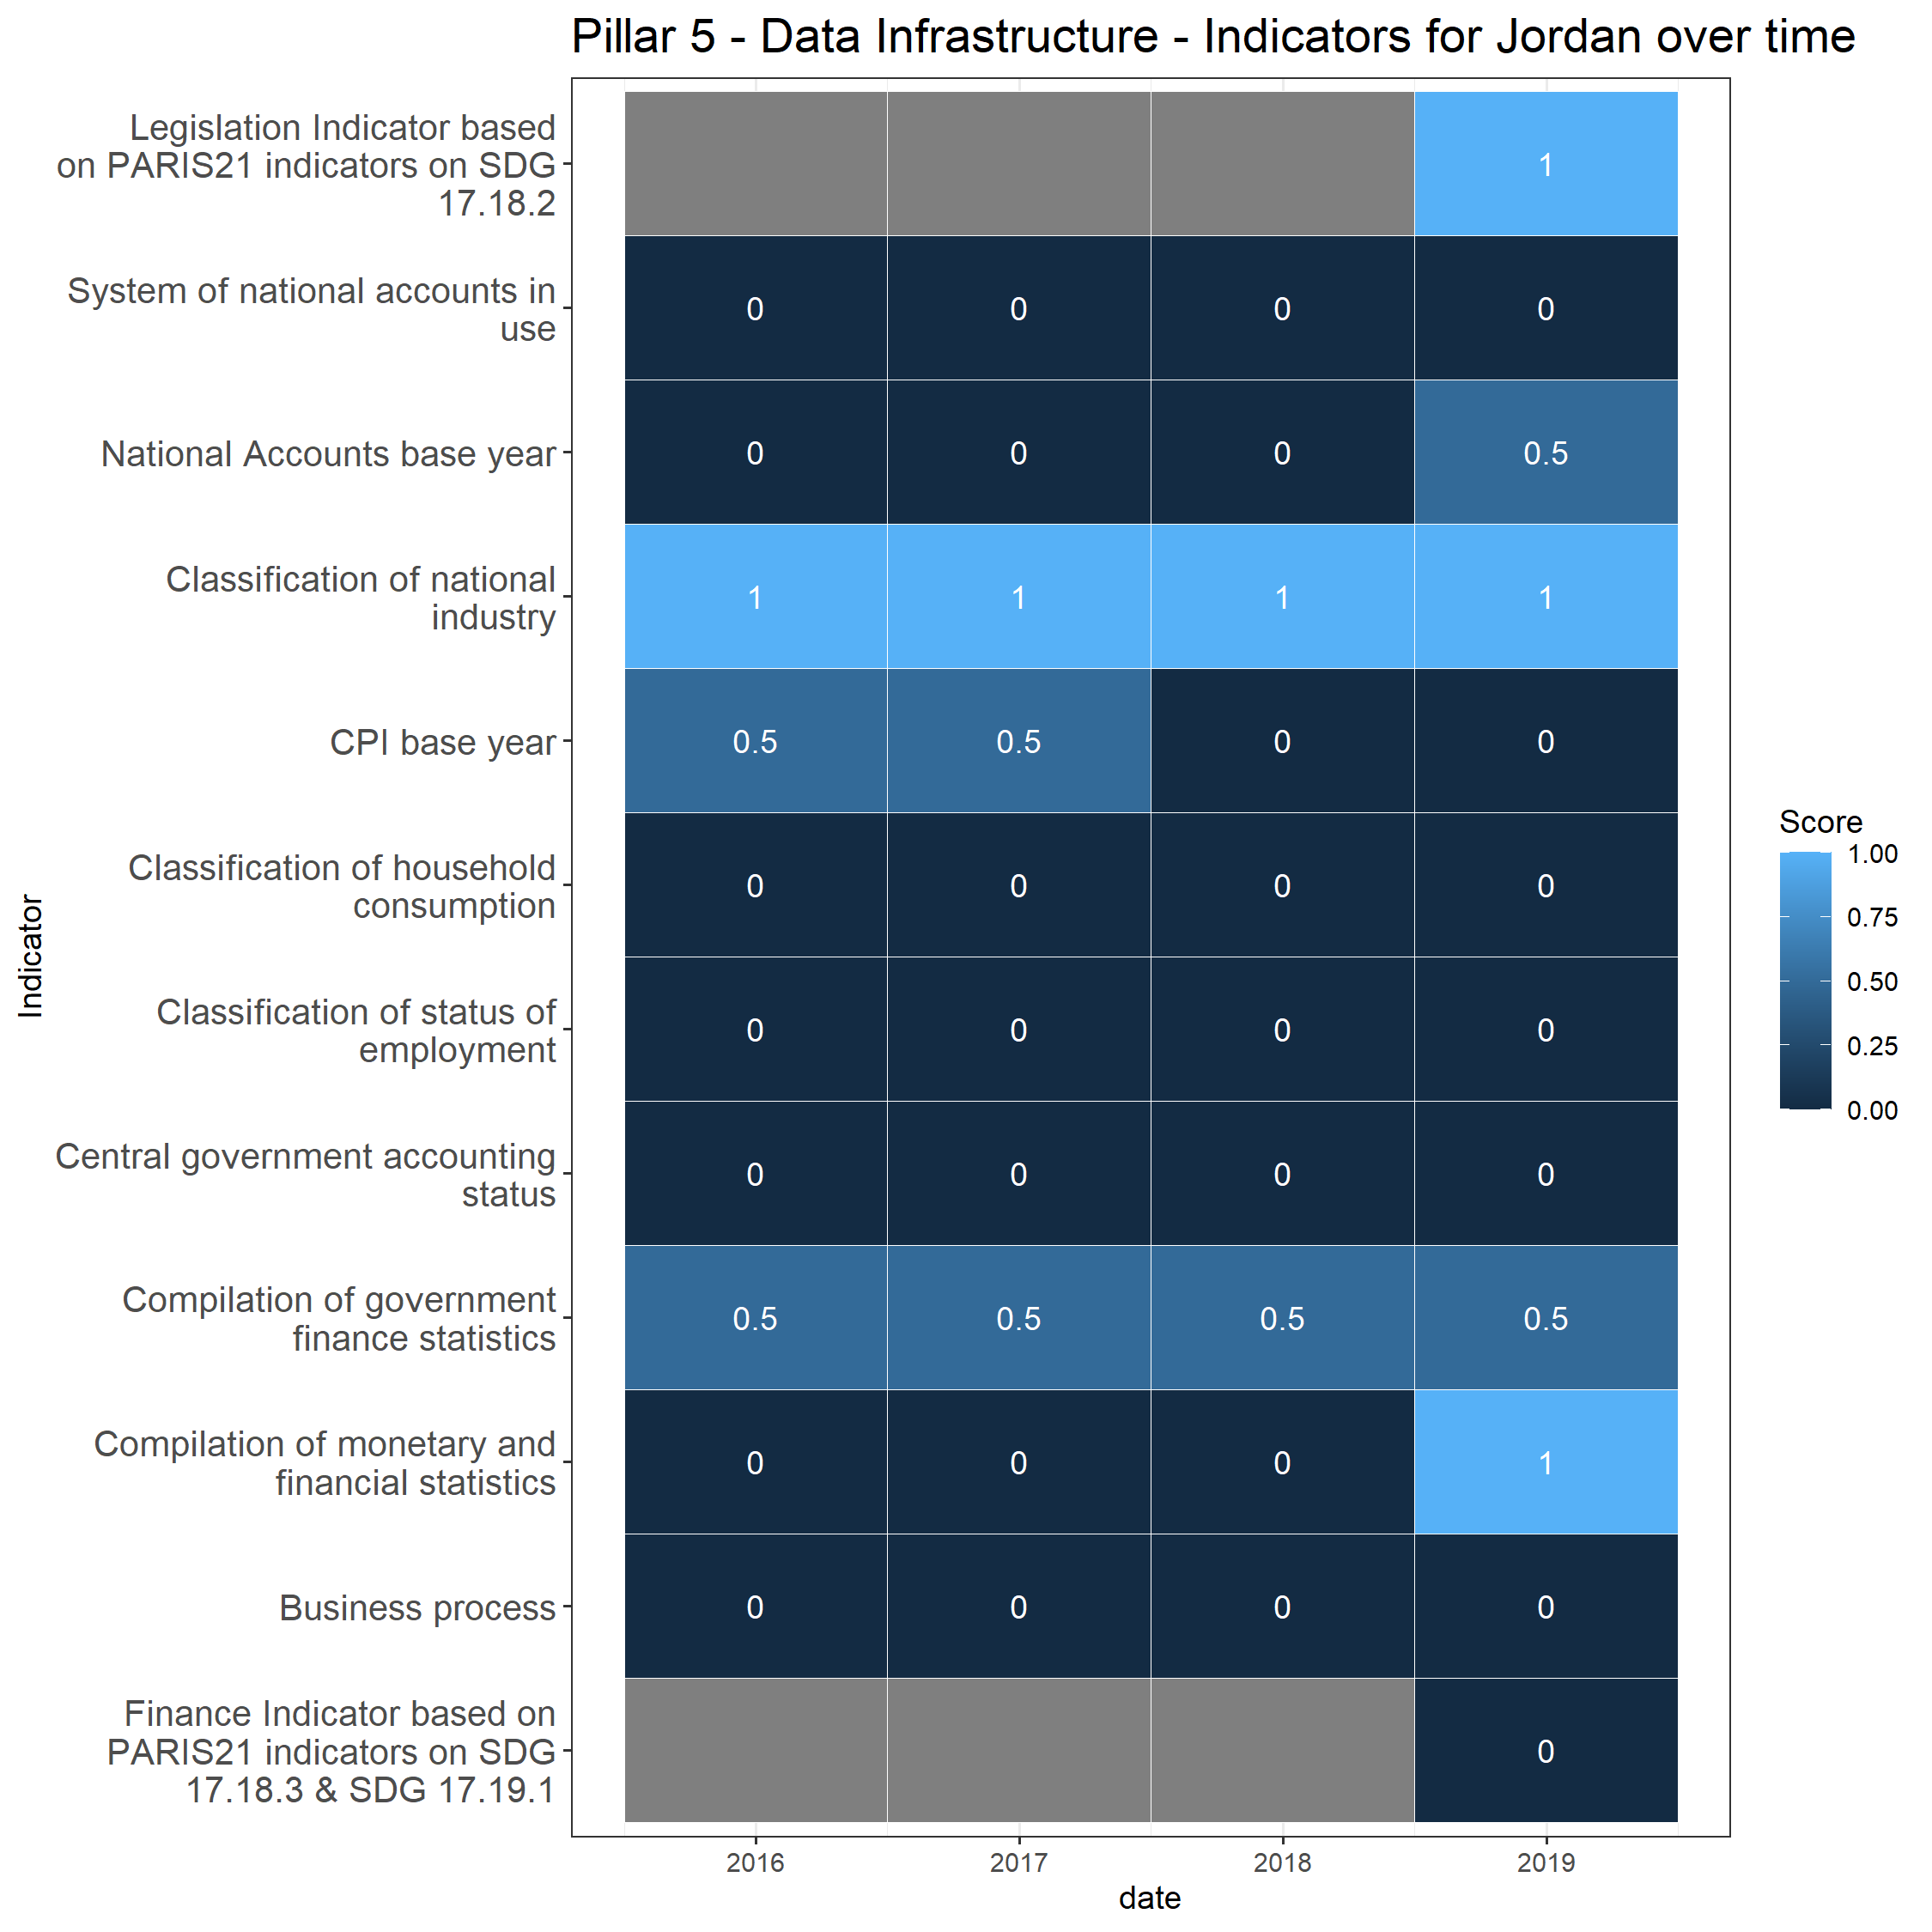 Pillar 5 - Data Infrastructure - Indicators for Jordan over time
Legislation Indicator based
on PARIS21 indicators on SDG
17.18.2
1
System of national accounts in
use
0 0 0 0
National Accounts base year
0 0 0 0.5
Classification of national
industry
1 1 1 1
CPI base year
0.5 0.5 0 0
Classification of household
consumption
0 0 0 0
Classification of status of
employment
0 0 0 0
Central government accounting
status
0 0 0 0
Compilation of government
finance statistics
0.5 0.5 0.5 0.5
Compilation of monetary and
financial statistics
0 0 0 1
Business process
0 0 0 0
Finance Indicator based on
PARIS21 indicators on SDG
17.18.3 & SDG 17.19.1
0
2016 2017 2018 2019
date
Indicator
Score
1.00
0.75
0.50
0.25
0.00